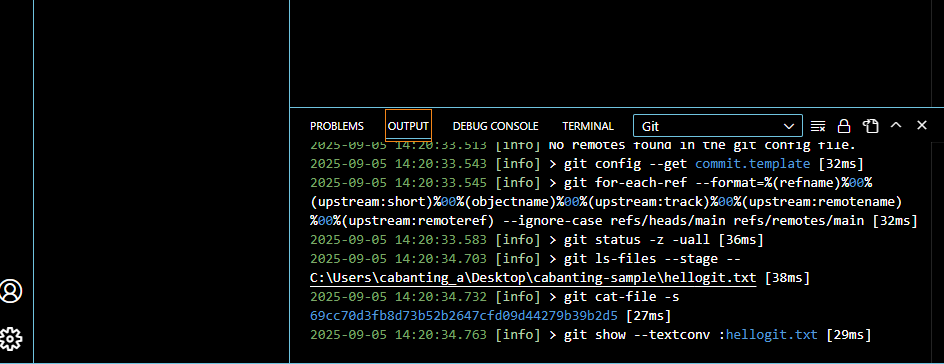 PROBLEMS OUTPUT DEBUG CONSOLE TERMINAL Git
2025-09-05 14:20:33.513 [info] No remotes found in the git config file.
2025-09-05 14:20:33.543 [info] > git config --get commit.template [32ms]
2025-09-05 14:20:33.545 [info] > git for-each-ref --format=%(refname)%00%
(upstream:short)%00%(objectname)%00%(upstream:track)%00%(upstream:remotename)
%00%(upstream:remoteref) --ignore-case refs/heads/main refs/remotes/main [32ms]
2025-09-05 14:20:33.583 [info] > git status -z -uall [36ms]
2025-09-05 14:20:34.703 [info] > git ls-files --stage --
C:\Users\cabanting_a\Desktop\cabanting-sample\hellogit.txt [38ms]
2025-09-05 14:20:34.732 [info] > git cat-file -s
69cc70d3fb8d73b52b2647cfd09d44279b39b2d5 [27ms]
2025-09-05 14:20:34.763 [info] > git show --textconv :hellogit.txt [29ms]